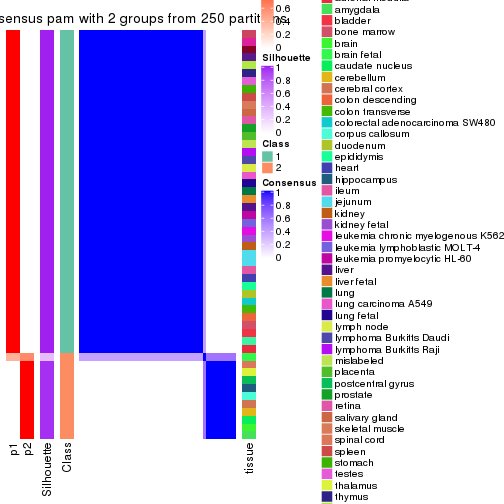 sensus pam with 2 groups from 250 partitions
p1
p2
Silhouette
Class
tissue
0.6
0.4
0.2
0
Silhouette
1
0.8
0.6
0.4
0.2
0
Class
1
2
Consensus
1
0.8
0.6
0.4
0.2
0
amygdala
bladder
bone marrow
brain
brain fetal
caudate nucleus
cerebellum
cerebral cortex
colon descending
colon transverse
colorectal adenocarcinoma SW480
corpus callosum
duodenum
epididymis
heart
hippocampus
ileum
jejunum
kidney
kidney fetal
leukemia chronic myelogenous K562
leukemia lymphoblastic MOLT-4
leukemia promyelocytic HL-60
liver
liver fetal
lung
lung carcinoma A549
lung fetal
lymph node
lymphoma Burkitts Daudi
lymphoma Burkitts Raji
mislabeled
placenta
postcentral gyrus
prostate
retina
salivary gland
skeletal muscle
spinal cord
spleen
stomach
testes
thalamus
thymus